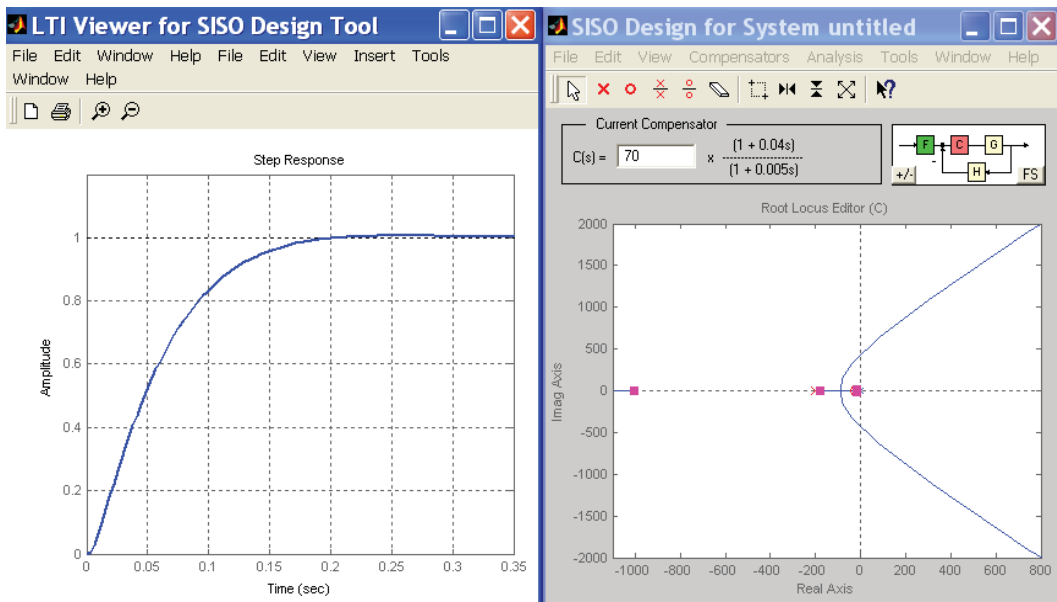 LTI Viewer for SISO Design Tool
File Edit Window Help File Edit View Insert Tools
Window Help
Step Response
1
0.8
0.6
0.4
0.2
0
Amplitude
0 0.05 0.1 0.15 0.2 0.25 0.3 0.35
Time (sec)
SISO Design for System untitled
File Edit View Compensators Analysis Tools Window Help
Current Compensator
C(s) = 70 x (1 + 0.04s)
(1 + 0.005s)
F C G
-
H
+/- FS
Root Locus Editor (C)
2000
1500
1000
500
0
-500
-1000
-1500
-2000
Imag Axis
-1000 -800 -600 -400 -200 0 200 400 600 800
Real Axis